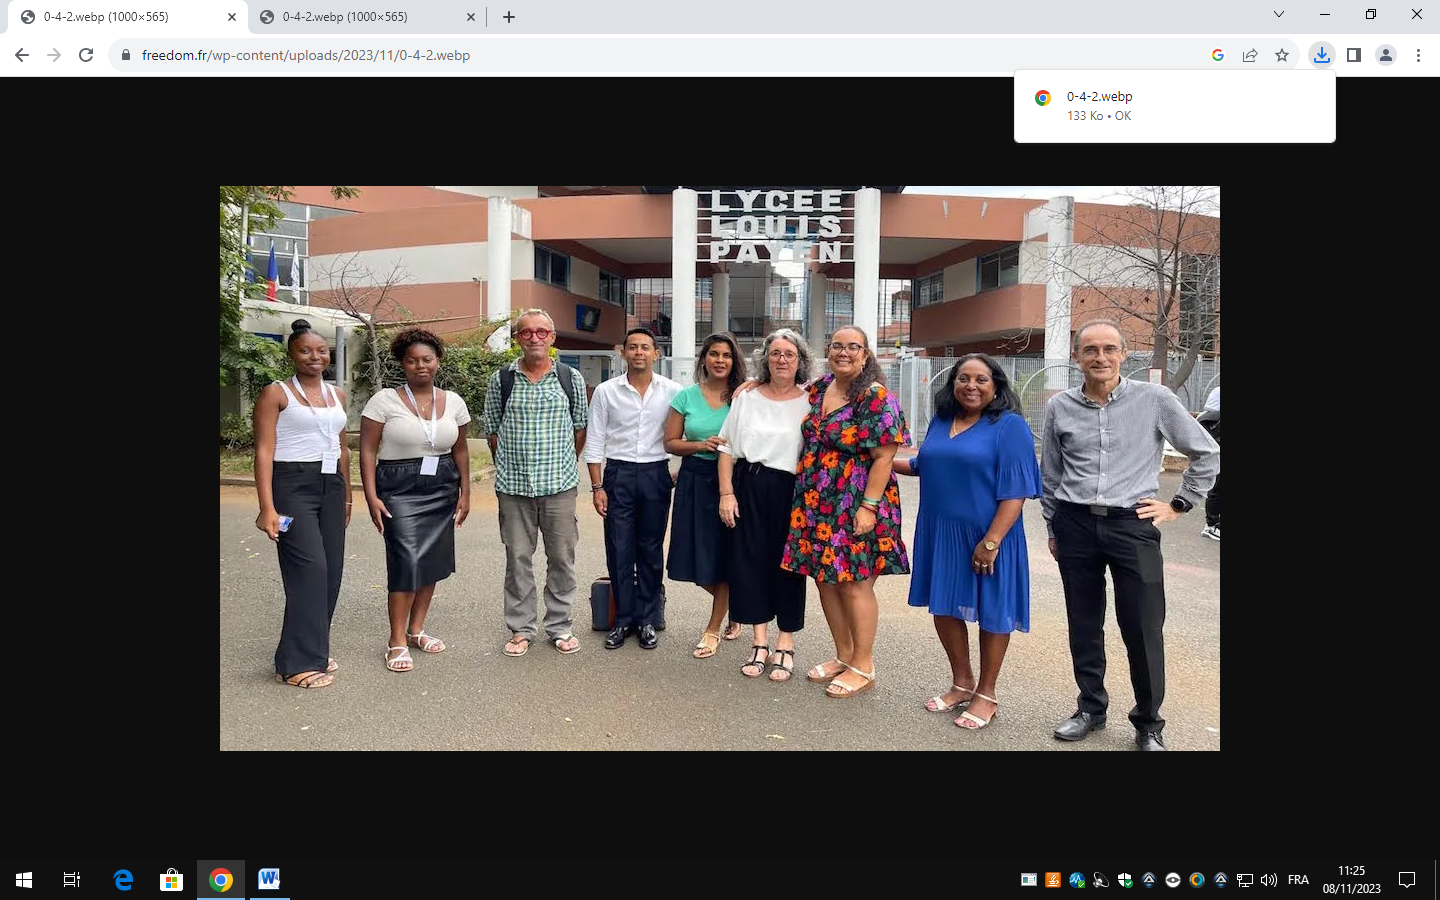 0-4-2.webp (1000×565)
0-4-2.webp (1000×565)
freedom.fr/wp-content/uploads/2023/11/0-4-2.webp
0-4-2.webp
133 Ko • OK
LYCEE
LOUIS
PAYEN
FRA
11:25
08/11/2023